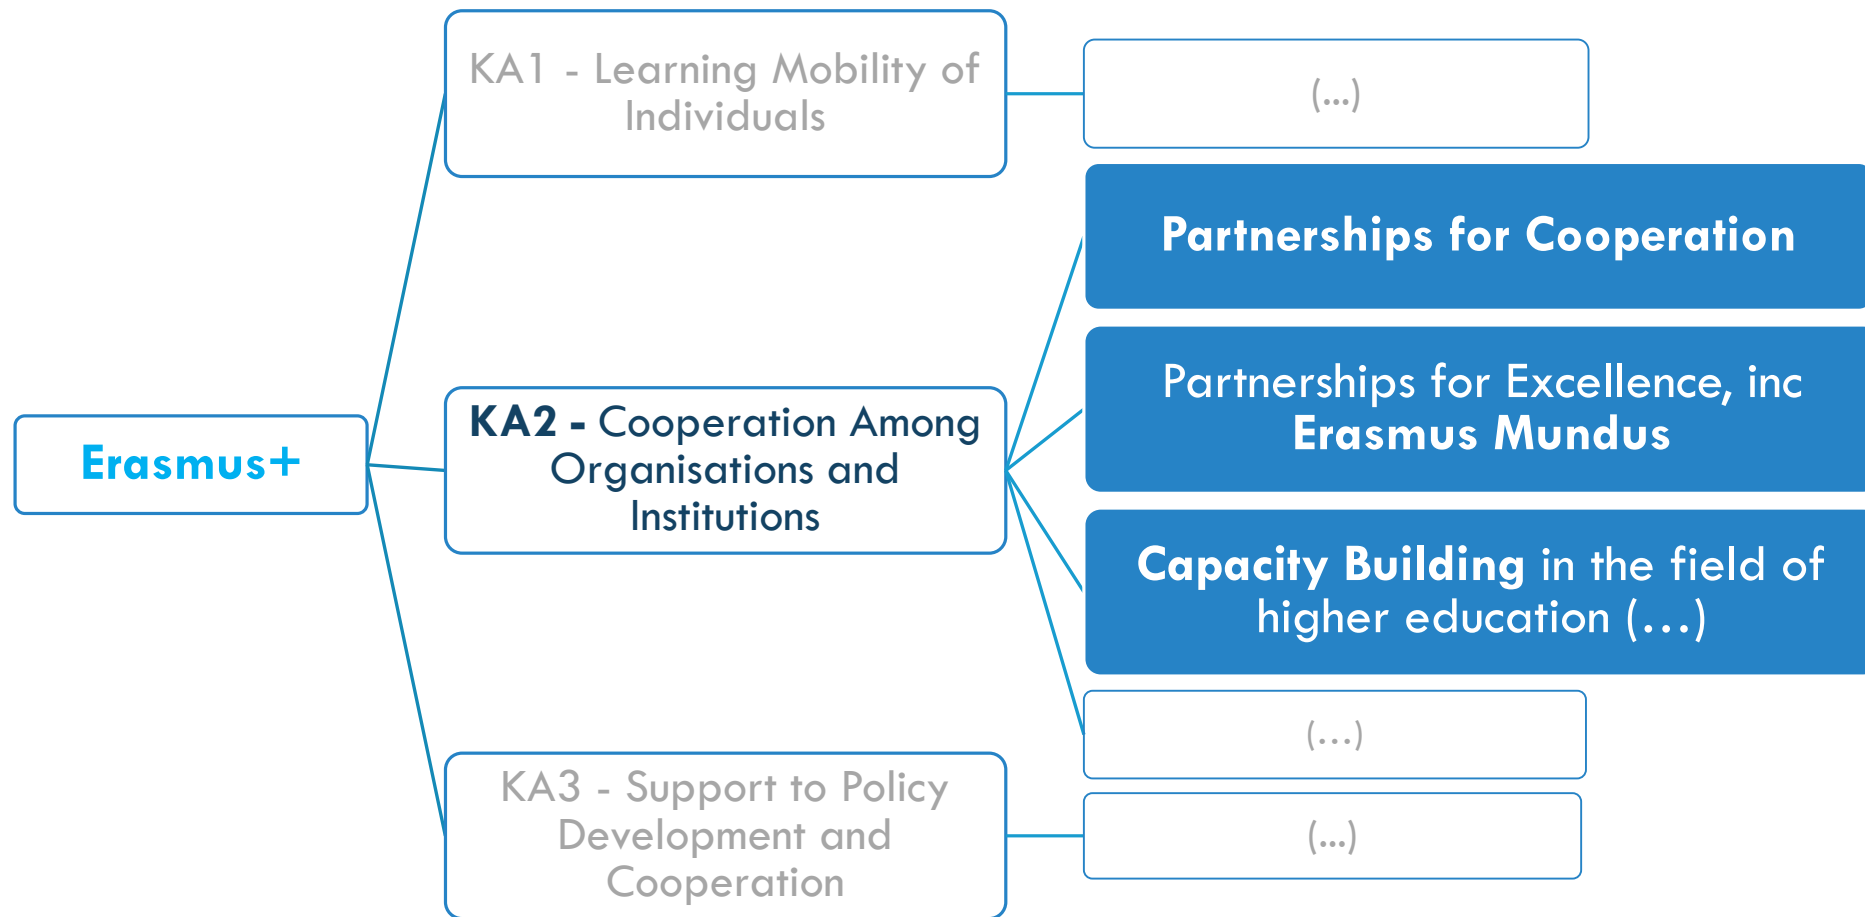 KA1 - Learning Mobility of
Individuals
(...)
Partnerships for Cooperation
Partnerships for Excellence, inc
Erasmus Mundus
Erasmus+
KA2 - Cooperation Among
Organisations and
Institutions
Capacity Building in the field of
higher education (...)
(...)
KA3 - Support to Policy
Development and
Cooperation
(...)